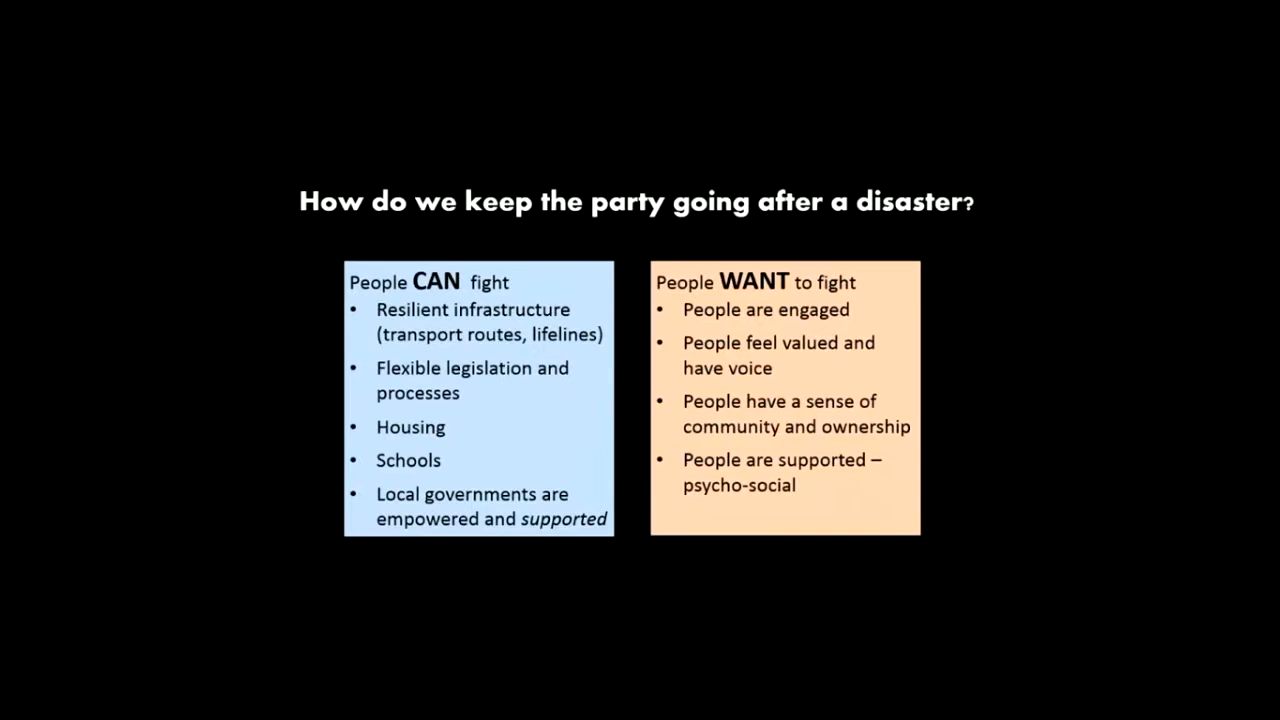 How do we keep the party going after a disaster?
People CAN fight
• Resilient infrastructure
(transport routes, lifelines)
• Flexible legislation and
processes
• Housing
• Schools
• Local governments are
empowered and supported
People WANT to fight
• People are engaged
• People feel valued and
have voice
• People have a sense of
community and ownership
• People are supported –
psycho-social